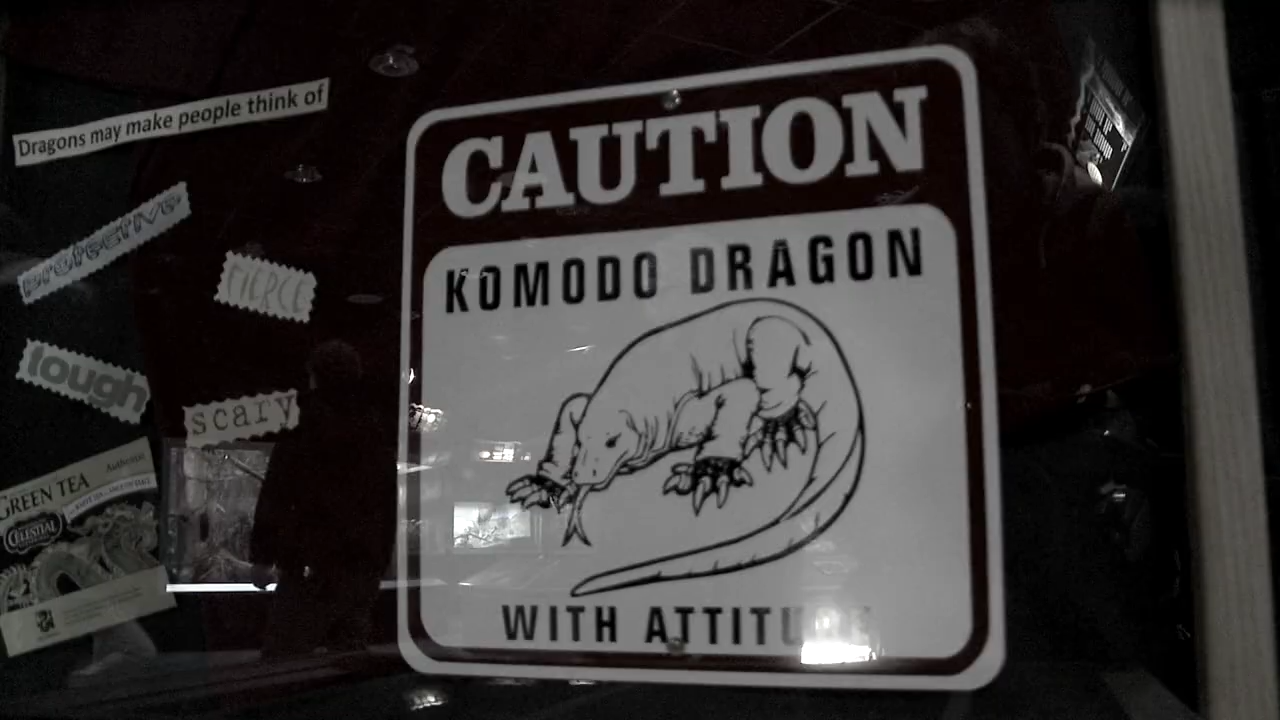 Dragons may make people think of
protective
FIERCE
tough
scary
Authentic
GREEN TEA
CELESTIAL
CAUTION
KOMODO DRAGON
WITH ATTITUDE